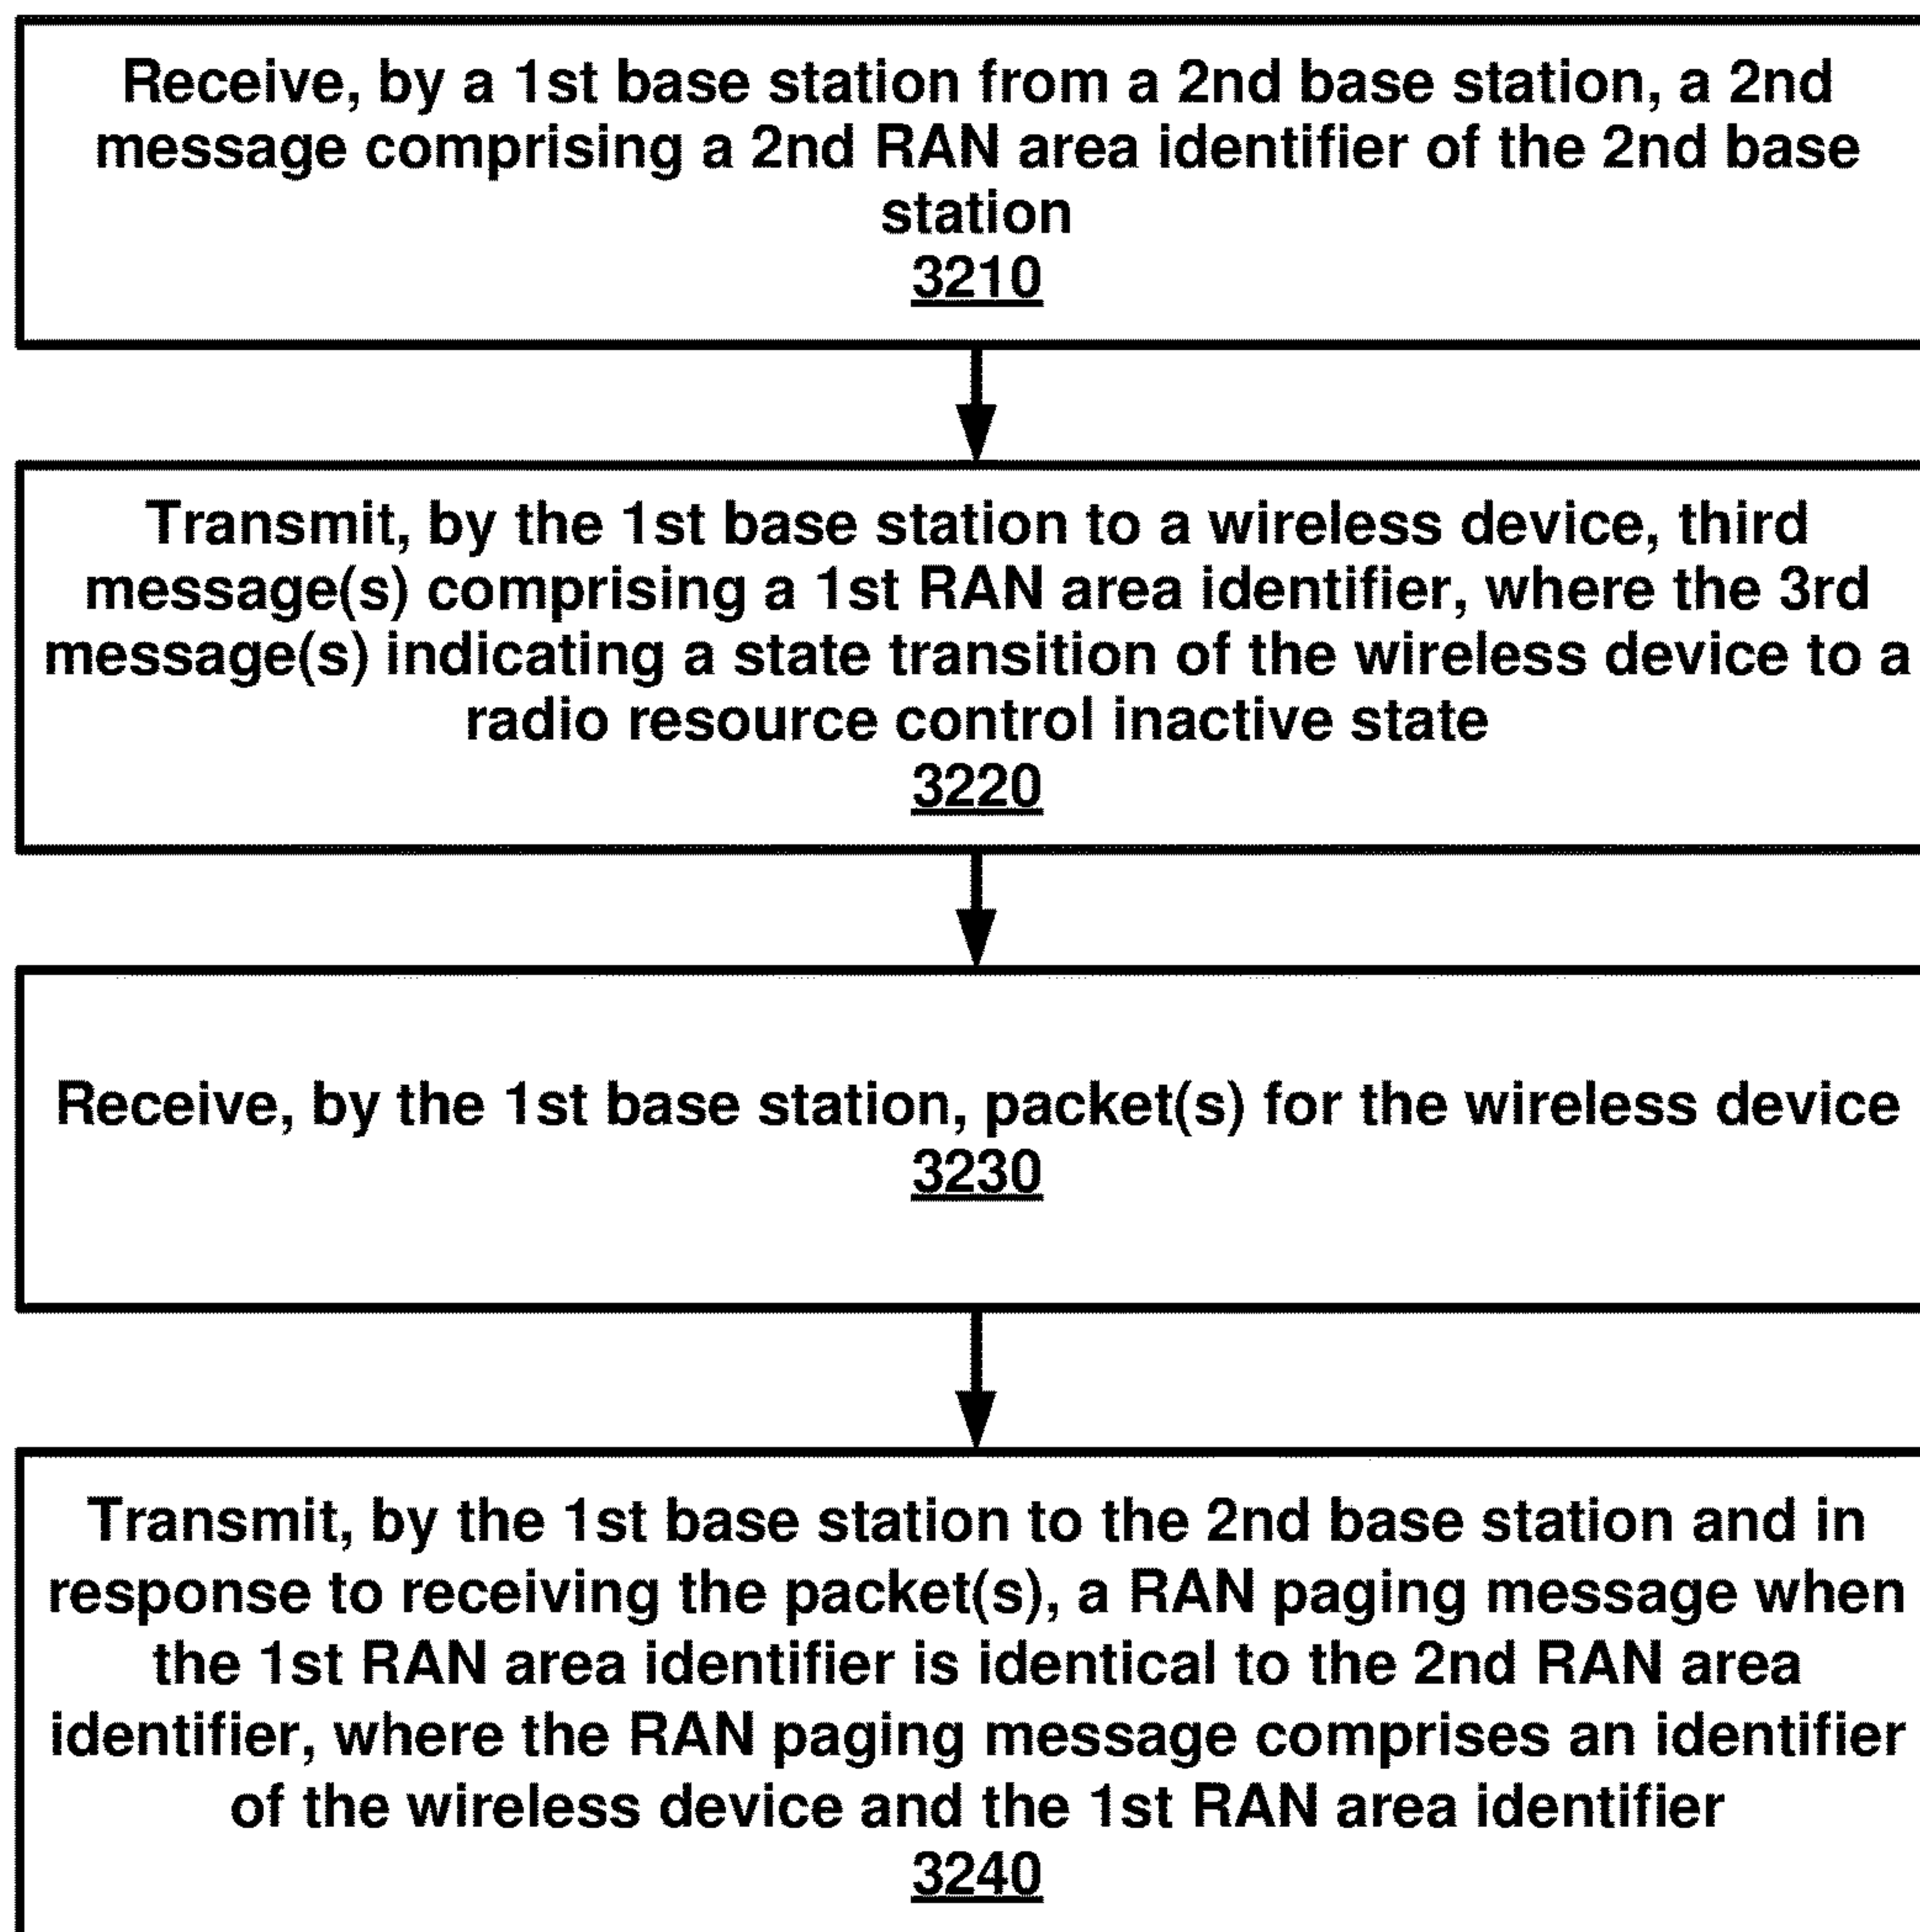 Receive, by a 1st base station from a 2nd base station, a 2nd
message comprising a 2nd RAN area identifier of the 2nd base
station
3210
Transmit, by the 1st base station to a wireless device, third
message(s) comprising a 1st RAN area identifier, where the 3rd
message(s) indicating a state transition of the wireless device to a
radio resource control inactive state
3220
Receive, by the 1st base station, packet(s) for the wireless device
3230
Transmit, by the 1st base station to the 2nd base station and in
response to receiving the packet(s), a RAN paging message when
the 1st RAN area identifier is identical to the 2nd RAN area
identifier, where the RAN paging message comprises an identifier
of the wireless device and the 1st RAN area identifier
3240